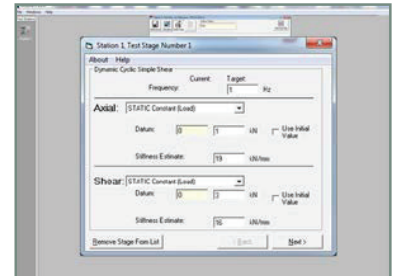 Station 1, Test Stage Number 1
About Help
Dynamic Cyclic Simple Shear
Current Target
Frequency: 1 Hz
Axial: STATIC Constant (Load)
Datum: 0 1 kN Use Initial Value
Stiffness Estimate: 19 kN/mm
Shear: STATIC Constant (Load)
Datum: 0 3 kN Use Initial Value
Stiffness Estimate: 16 kN/mm
Remove Stage From List < Back Next >